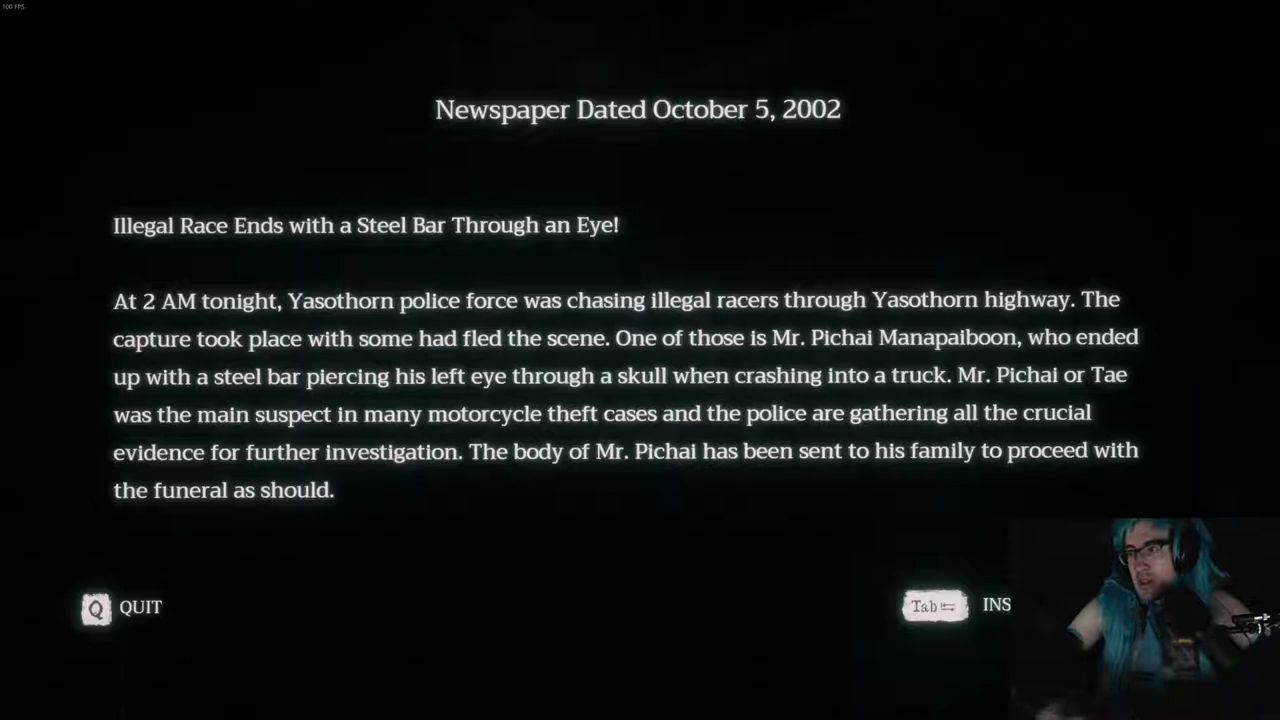 100 FPS
Newspaper Dated October 5, 2002
Illegal Race Ends with a Steel Bar Through an Eye!
At 2 AM tonight, Yasothorn police force was chasing illegal racers through Yasothorn highway. The
capture took place with some had fled the scene. One of those is Mr. Pichai Manapaiboon, who ended
up with a steel bar piercing his left eye through a skull when crashing into a truck. Mr. Pichai or Tae
was the main suspect in many motorcycle theft cases and the police are gathering all the crucial
evidence for further investigation. The body of Mr. Pichai has been sent to his family to proceed with
the funeral as should.
Q QUIT
Tab INS